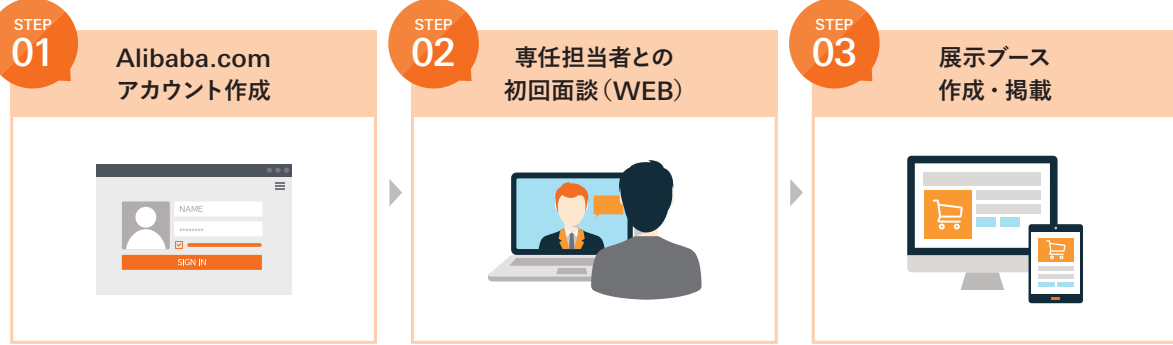 STEP
01
Alibaba.com
アカウント作成
NAME
********
SIGN IN
STEP
02
専任担当者との
初回面談（WEB）
STEP
03
展示ブース
作成・掲載